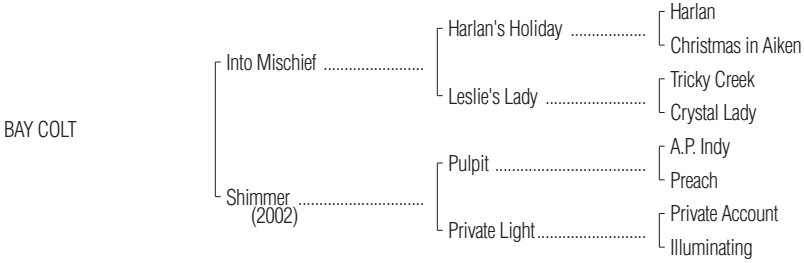 Harlan
Harlan's Holiday ..................
Christmas in Aiken
Into Mischief ........................
Tricky Creek
Leslie's Lady ........................
Crystal Lady
BAY COLT
A.P. Indy
Pulpit ....................................
Preach
Shimmer ..............................
(2002)
Private Account
Private Light..........................
Illuminating